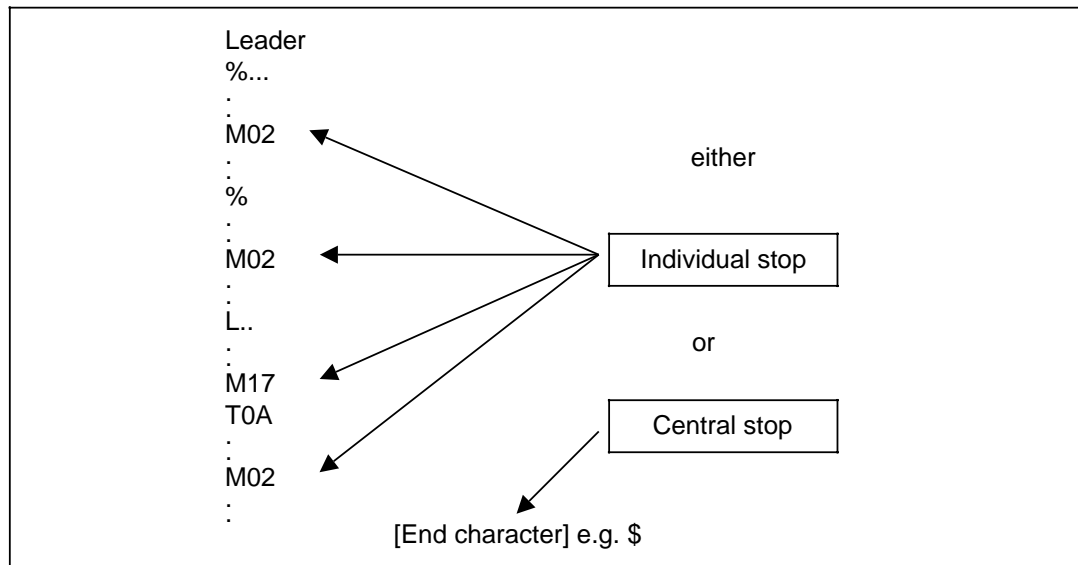 Leader
%...
.
.
M02
.
.
either
%
.
.
M02
Individual stop
.
.
L..
.
.
or
M17
T0A
Central stop
.
.
M02
.
.
[End character] e.g. $